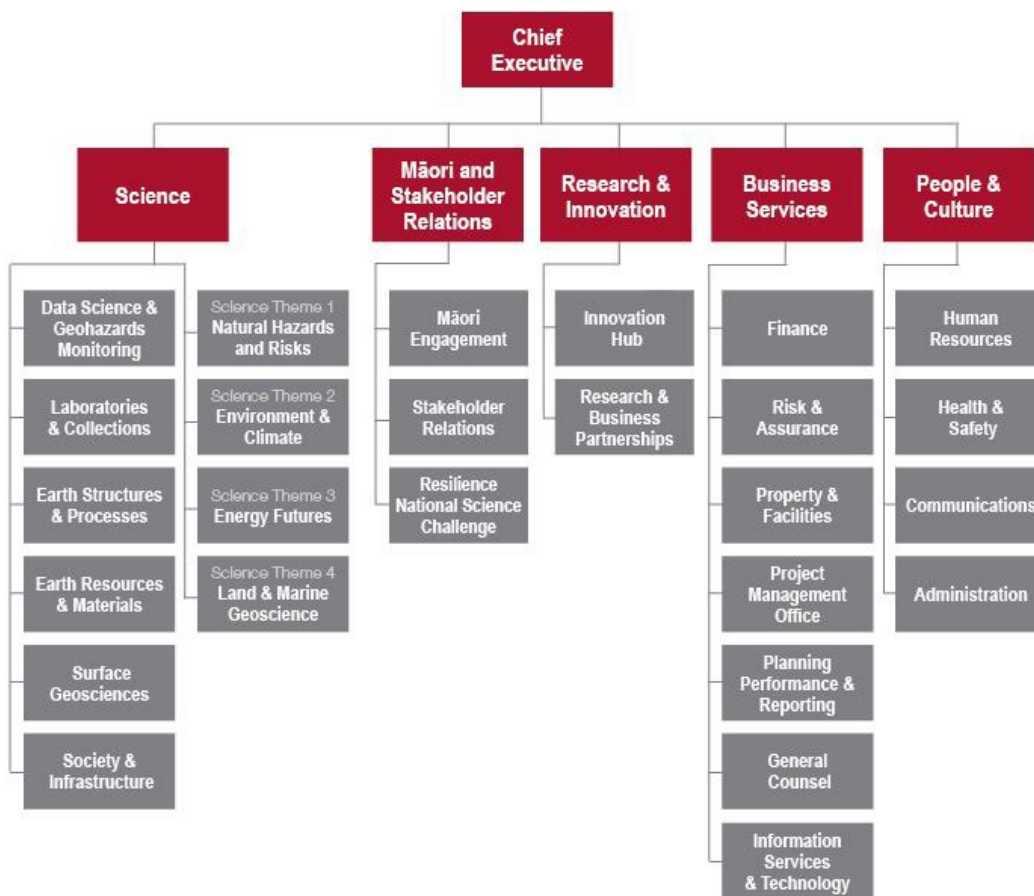 Chief
Executive
Science
Māori and
Stakeholder
Relations
Research &
Innovation
Business
Services
People &
Culture
Data Science &
Geohazards
Monitoring
Laboratories
& Collections
Earth Structures
& Processes
Earth Resources
& Materials
Surface
Geosciences
Society &
Infrastructure
Science Theme 1
Natural Hazards
and Risks
Science Theme 2
Environment &
Climate
Science Theme 3
Energy Futures
Science Theme 4
Land & Marine
Geoscience
Māori
Engagement
Stakeholder
Relations
Resilience
National Science
Challenge
Innovation
Hub
Research &
Business
Partnerships
Finance
Risk &
Assurance
Property &
Facilities
Project
Management
Office
Planning
Performance &
Reporting
General
Counsel
Information
Services
& Technology
Human
Resources
Health &
Safety
Communications
Administration